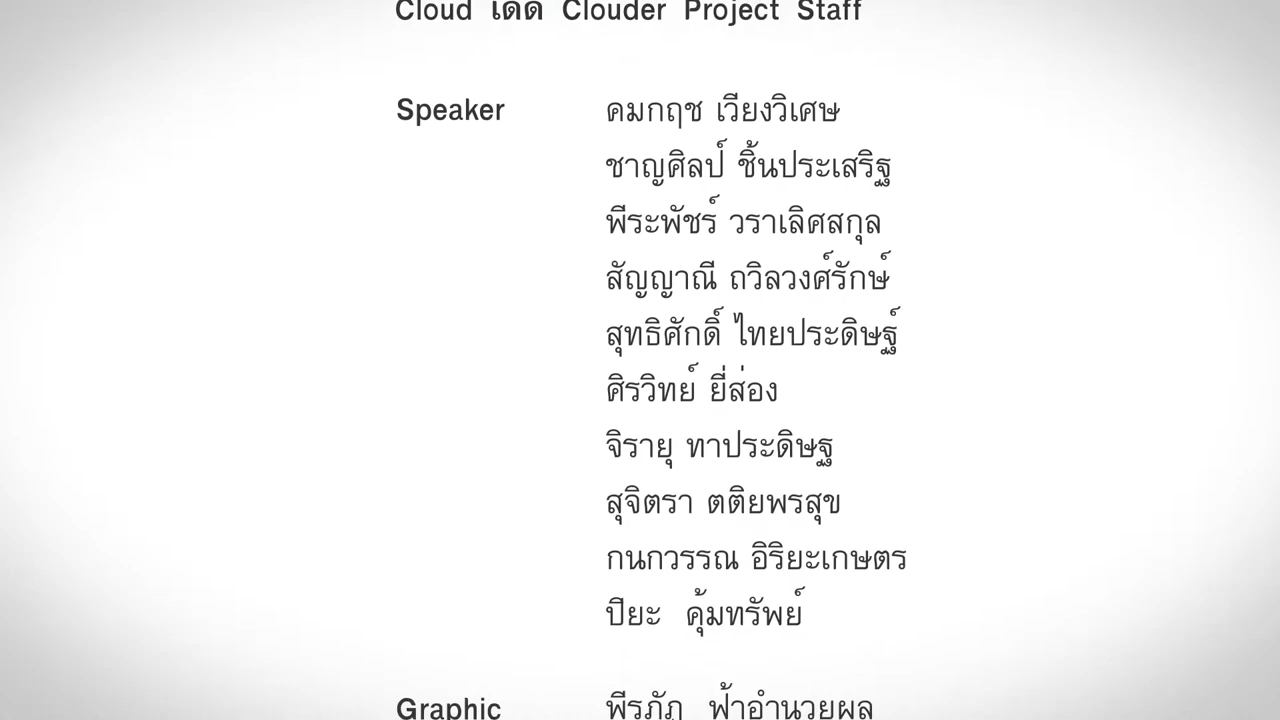 Cloud เด็ด Clouder Project Staff
Speaker คมกฤช เวียงวิเศษ
ชาญศิลป์ ชิ้นประเสริฐ
พีระพัชร์ วราเลิศสกุล
สัญญาณี ถวิลวงศ์รักษ์
สุทธิศักดิ์ ไทยประดิษฐ์
ศิรวิทย์ ยี่ส่อง
จิรายุ ทาประดิษฐ
สุจิตรา ตติยพรสุข
กนกวรรณ อิริยะเกษตร
ปิยะ คุ้มทรัพย์
Graphic พีรภัฏ ฟ้าอำนวยผล